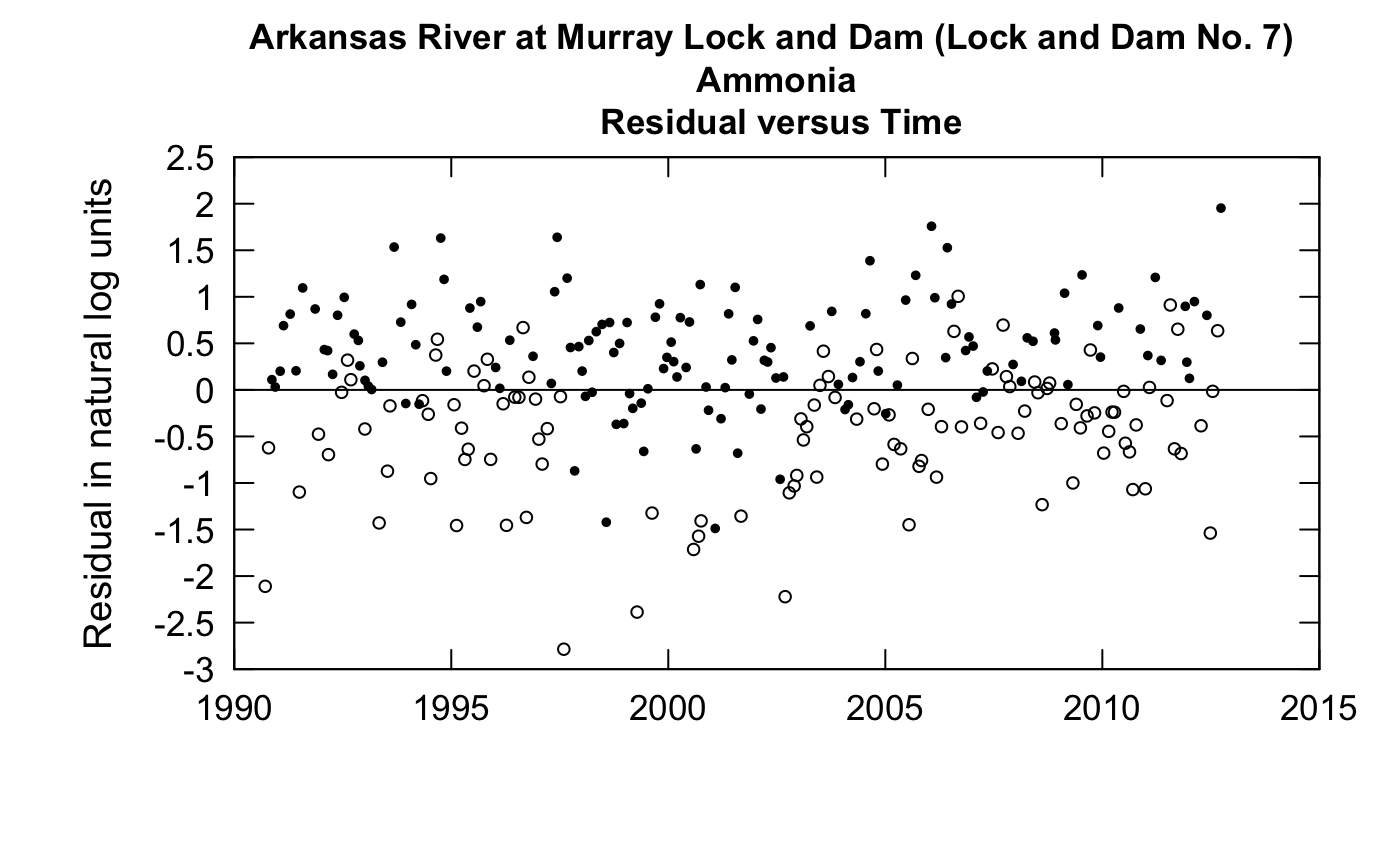 Arkansas River at Murray Lock and Dam (Lock and Dam No. 7)
Ammonia
Residual versus Time
Residual in natural log units
2.5
2
1.5
1
0.5
0
-0.5
-1
-1.5
-2
-2.5
-3
1990 1995 2000 2005 2010 2015